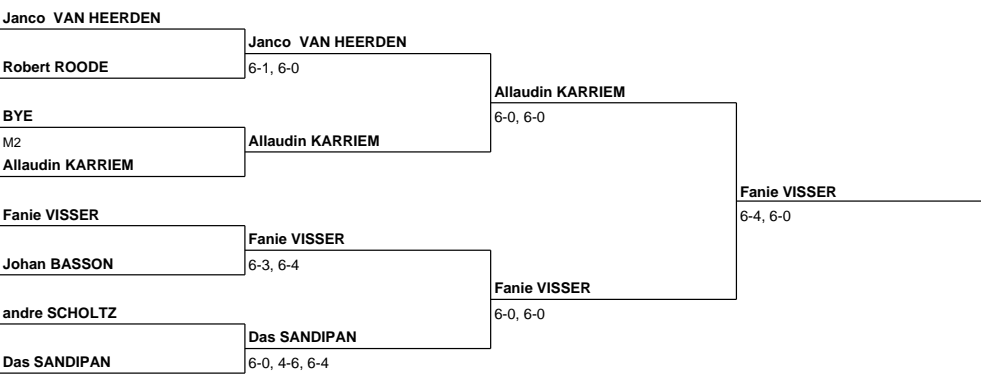 Janco  VAN HEERDEN
Janco  VAN HEERDEN
Robert ROODE
6-1, 6-0
Allaudin KARRIEM
BYE
6-0, 6-0
M2
Allaudin KARRIEM
Allaudin KARRIEM
Fanie VISSER
Fanie VISSER
6-4, 6-0
Fanie VISSER
Johan BASSON
6-3, 6-4
Fanie VISSER
andre SCHOLTZ
6-0, 6-0
Das SANDIPAN
Das SANDIPAN
6-0, 4-6, 6-4